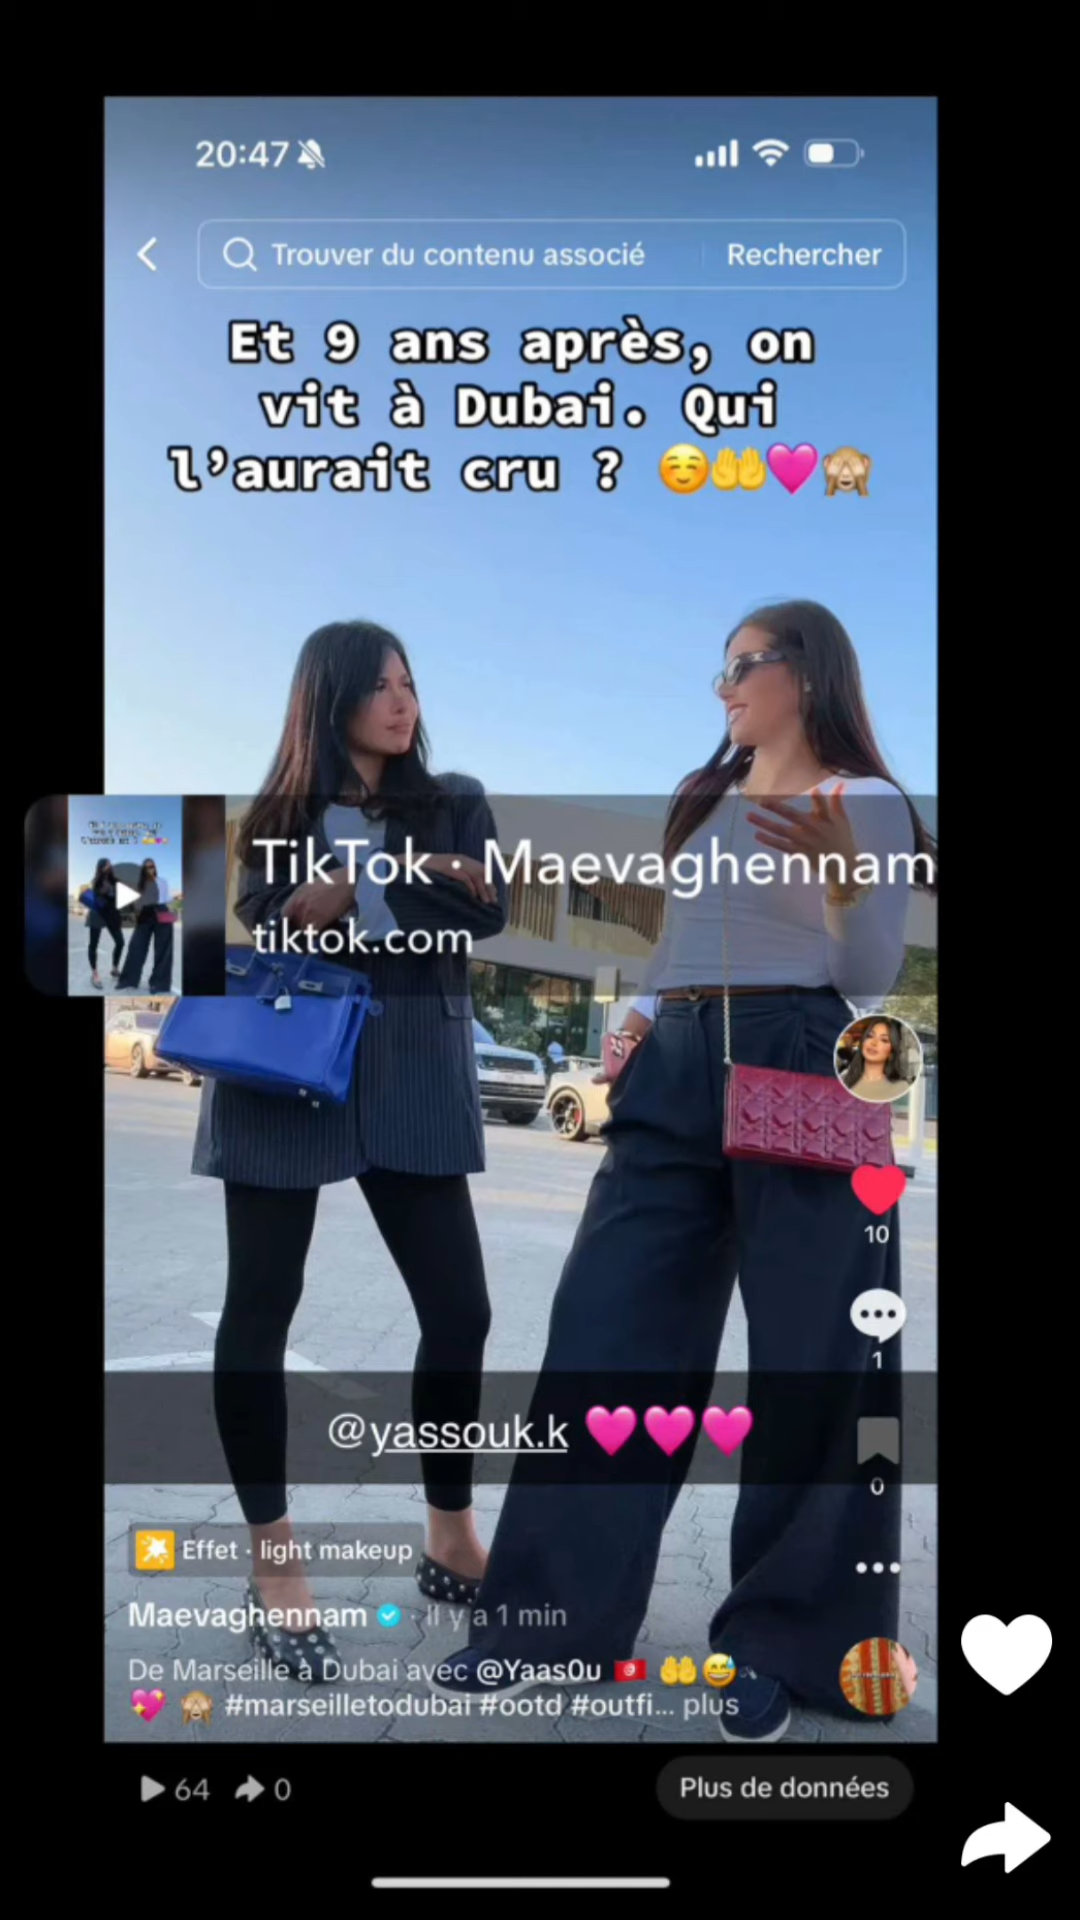 20:47
Trouver du contenu associé
Rechercher
Et 9 ans après, on
vit à Dubai. Qui
l’aurait cru ? ☺️🤲🩷🙈
TikTok · Maevaghennam
tiktok.com
10
1
@yassouk.k 🩷🩷🩷
0
Effet · light makeup
Maevaghennam · il y a 1 min
De Marseille à Dubai avec @Yaas0u 🇹🇳 🤲😅
💖 🙈 #marseilletodubai #ootd #outfi... plus
64
0
Plus de données